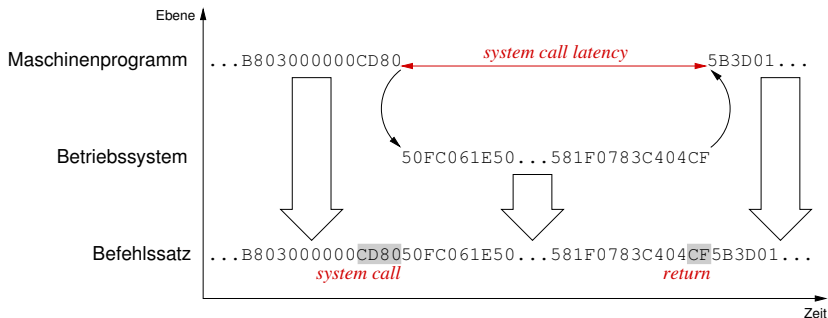 Ebene
Maschinenprogramm ...B803000000CD80 system call latency 5B3D01...
Betriebssystem 50FC061E50...581F0783C404CF
Befehlssatz ...B803000000CD8050FC061E50...581F0783C404CF5B3D01...
system call return
Zeit